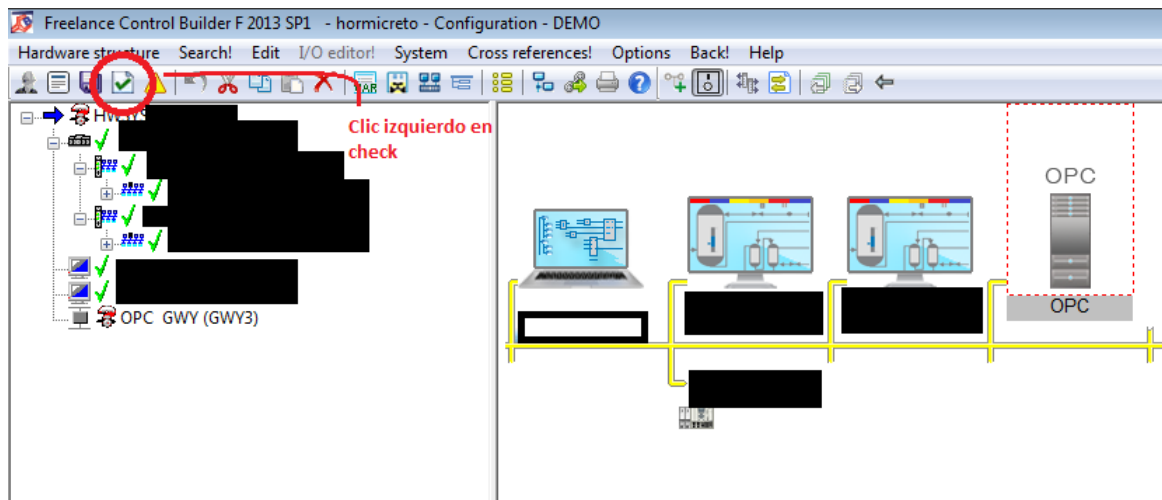 Freelance Control Builder F 2013 SP1 - hormicreto - Configuration - DEMO
Hardware structure Search! Edit I/O editor! System Cross references! Options Back! Help
Clic izquierdo en
check
OPC GWY (GWY3)
OPC
OPC